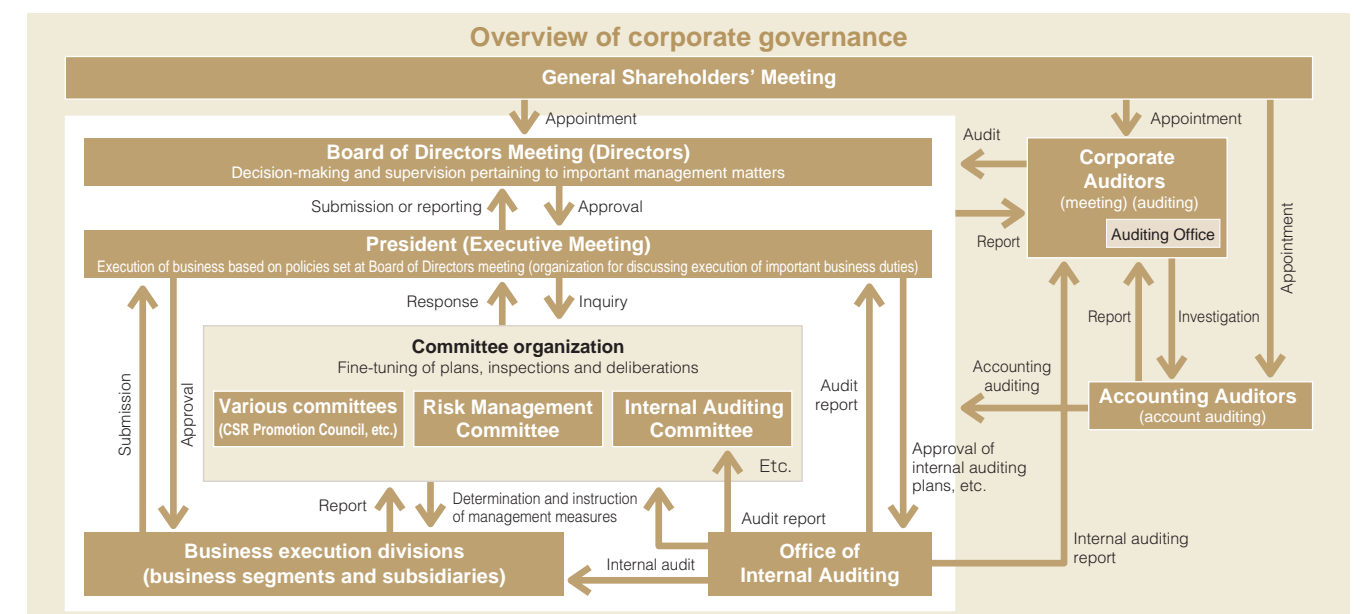 Overview of corporate governance
General Shareholders' Meeting
Appointment
Appointment
Appointment
Audit
Board of Directors Meeting (Directors)
Decision-making and supervision pertaining to important management matters
Corporate
Auditors
(meeting) (auditing)
Auditing Office
Submission or reporting
Approval
Report
President (Executive Meeting)
Execution of business based on policies set at Board of Directors meeting (organization for discussing execution of important business duties)
Response
Inquiry
Report
Investigation
Committee organization
Fine-tuning of plans, inspections and deliberations
Various committees
(CSR Promotion Council, etc.)
Risk Management
Committee
Internal Auditing
Committee
Etc.
Submission
Approval
Audit
report
Accounting
auditing
Accounting Auditors
(account auditing)
Approval of
internal auditing
plans, etc.
Report
Determination and instruction
of management measures
Audit report
Business execution divisions
(business segments and subsidiaries)
Internal audit
Office of
Internal Auditing
Internal auditing
report